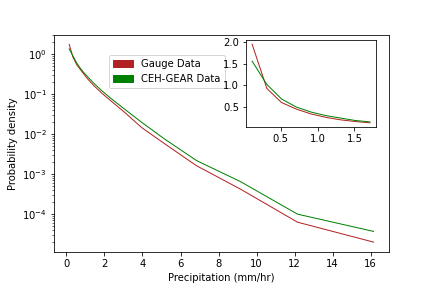 Gauge Data
CEH-GEAR Data
2.0
1.5
1.0
0.5
0.5 1.0 1.5
10⁰
10⁻¹
10⁻²
10⁻³
10⁻⁴
Probability density
0 2 4 6 8 10 12 14 16
Precipitation (mm/hr)